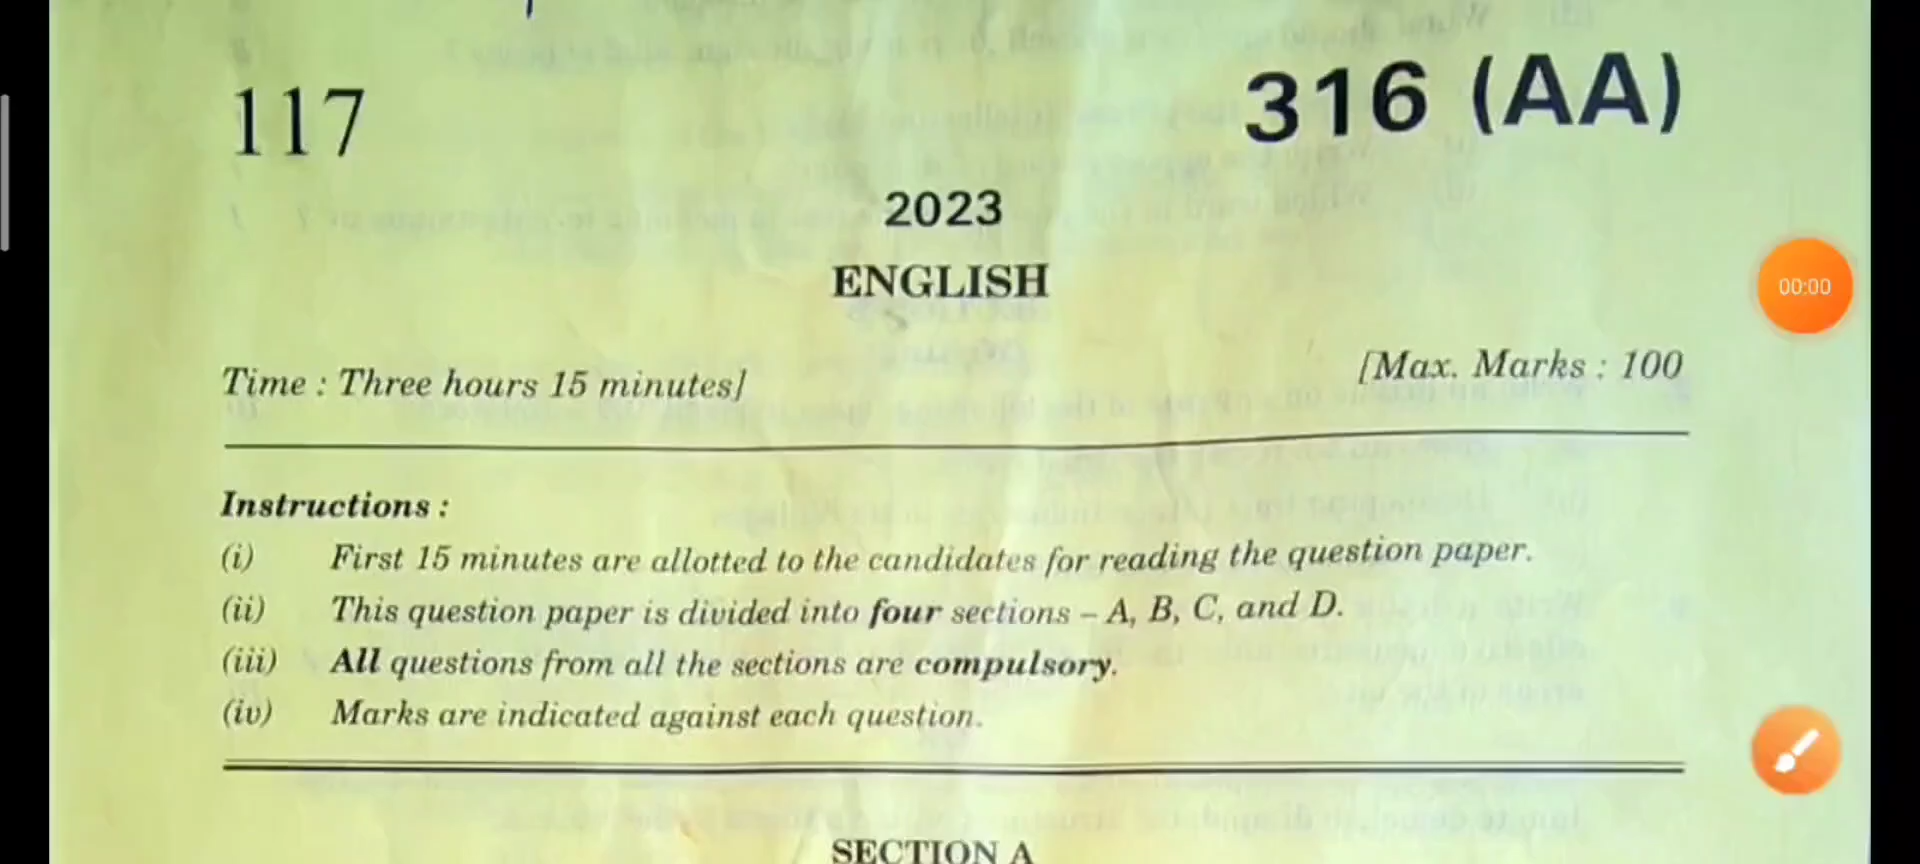 117
316 (AA)
2023
ENGLISH
Time : Three hours 15 minutes]
[Max. Marks : 100
00:00
Instructions :
(i) First 15 minutes are allotted to the candidates for reading the question paper.
(ii) This question paper is divided into four sections – A, B, C, and D.
(iii) All questions from all the sections are compulsory.
(iv) Marks are indicated against each question.
SECTION A